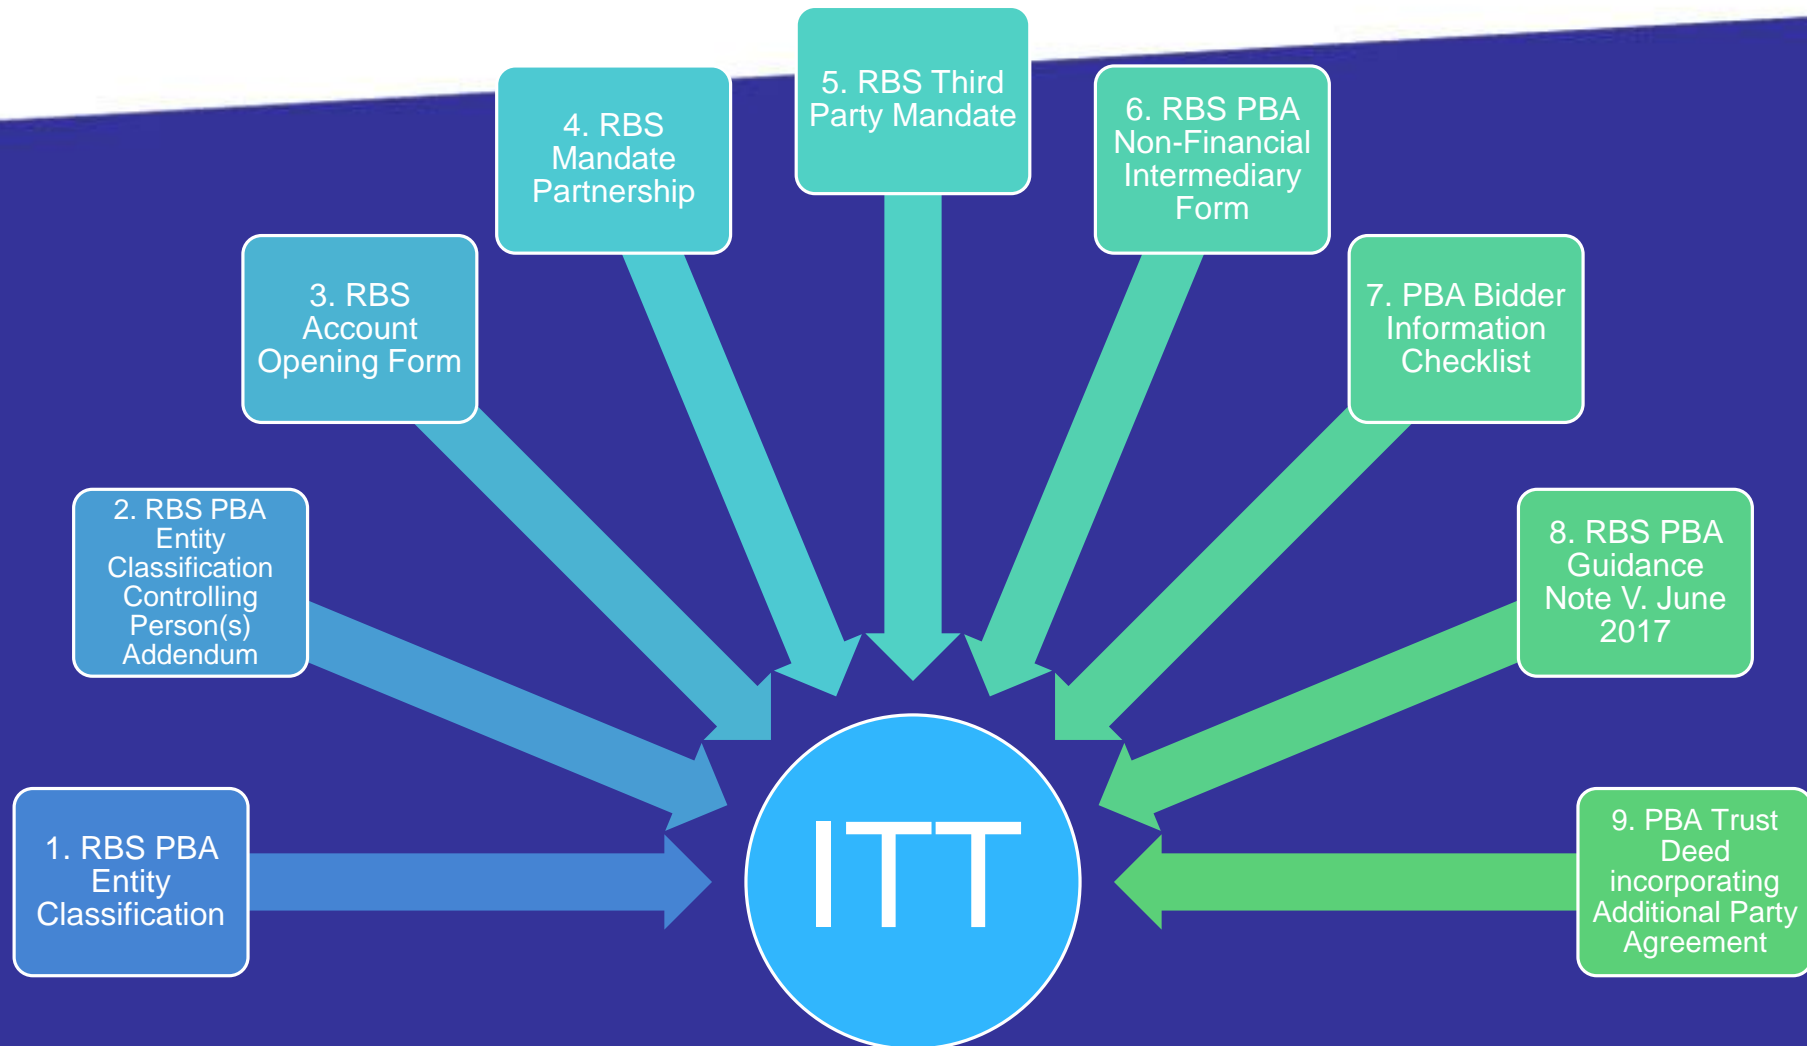 1. RBS PBA
Entity
Classification
2. RBS PBA
Entity
Classification
Controlling
Person(s)
Addendum
3. RBS
Account
Opening Form
4. RBS
Mandate
Partnership
5. RBS Third
Party Mandate
6. RBS PBA
Non-Financial
Intermediary
Form
7. PBA Bidder
Information
Checklist
8. RBS PBA
Guidance
Note V. June
2017
9. PBA Trust
Deed
incorporating
Additional Party
Agreement
ITT